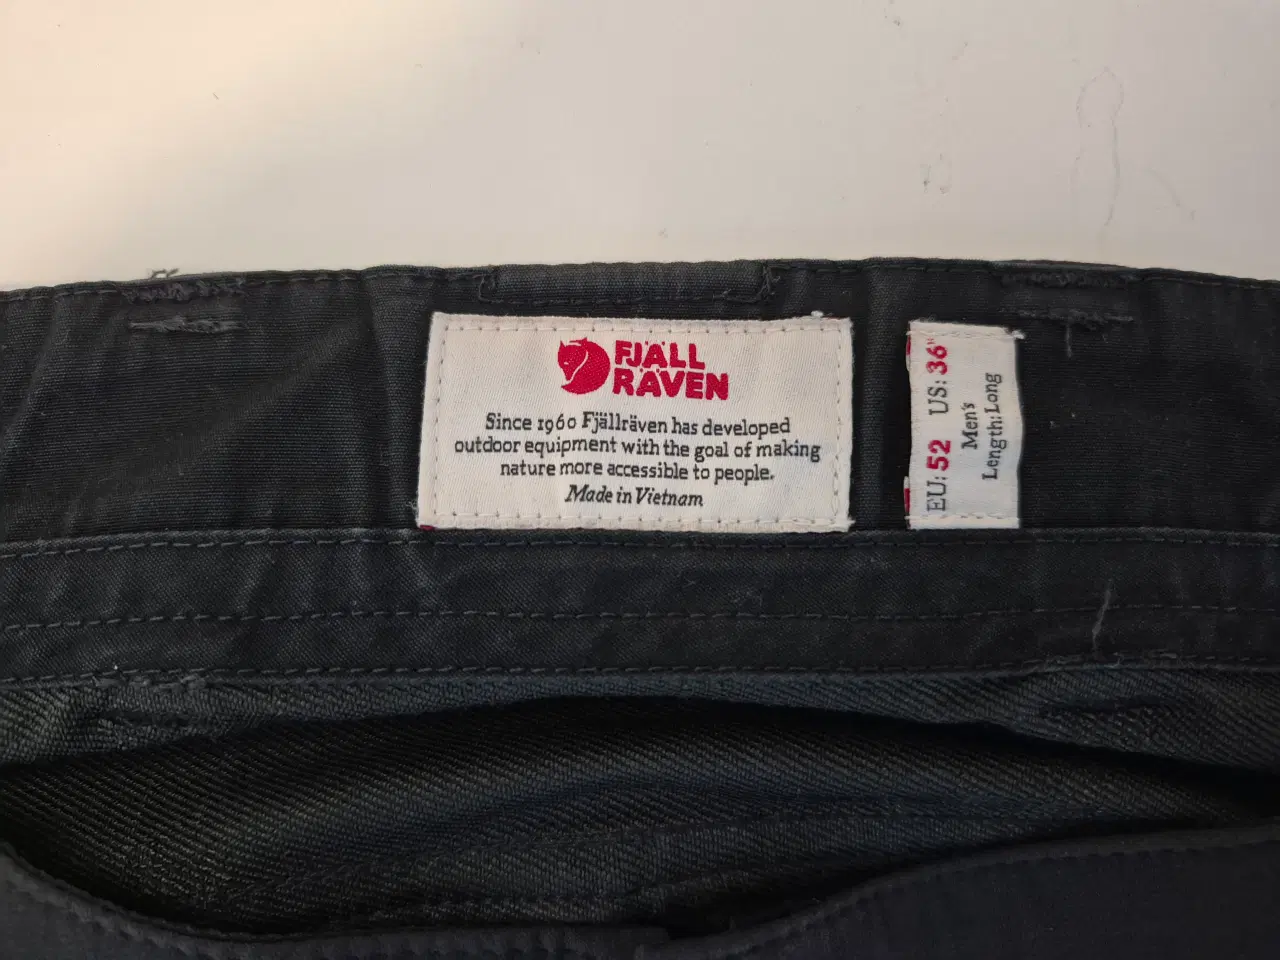 FJÄLL
RÄVEN
Since 1960 Fjällräven has developed
outdoor equipment with the goal of making
nature more accessible to people.
Made in Vietnam
EU: 52 US: 36"
Men's
Length: Long